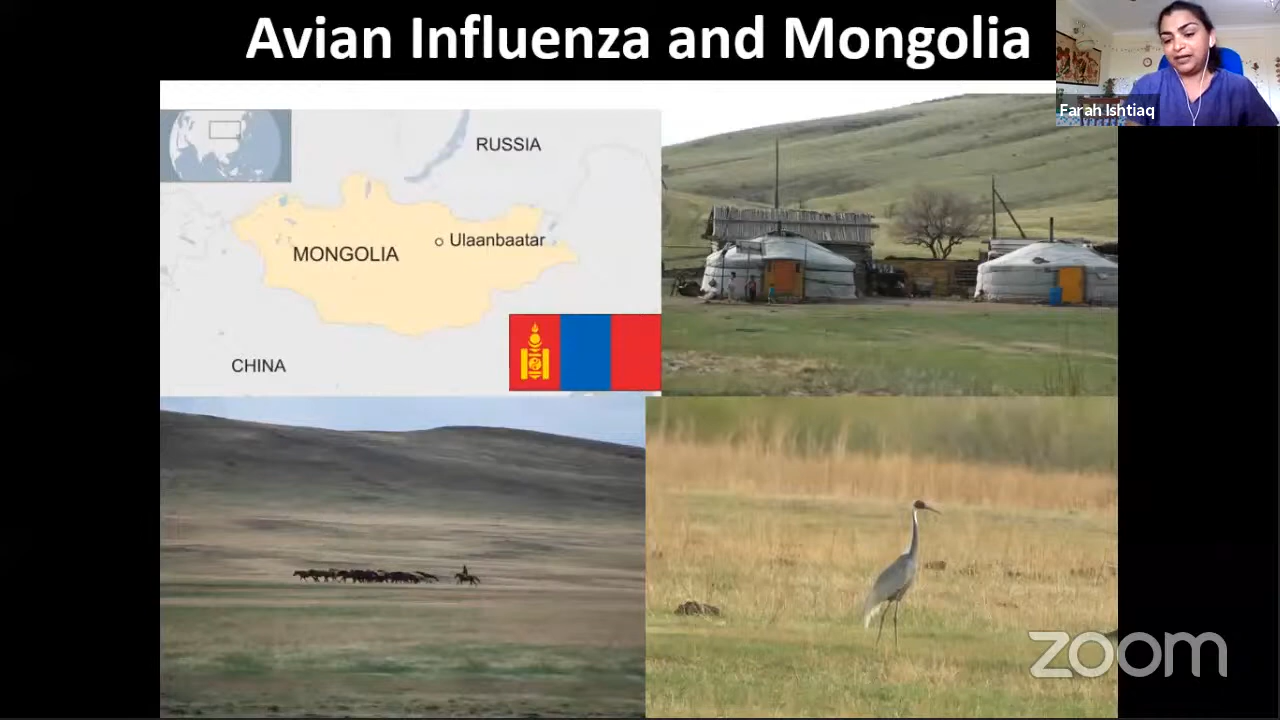 Avian Influenza and Mongolia
Farah Ishtiaq
RUSSIA
Ulaanbaatar
MONGOLIA
CHINA
zoom